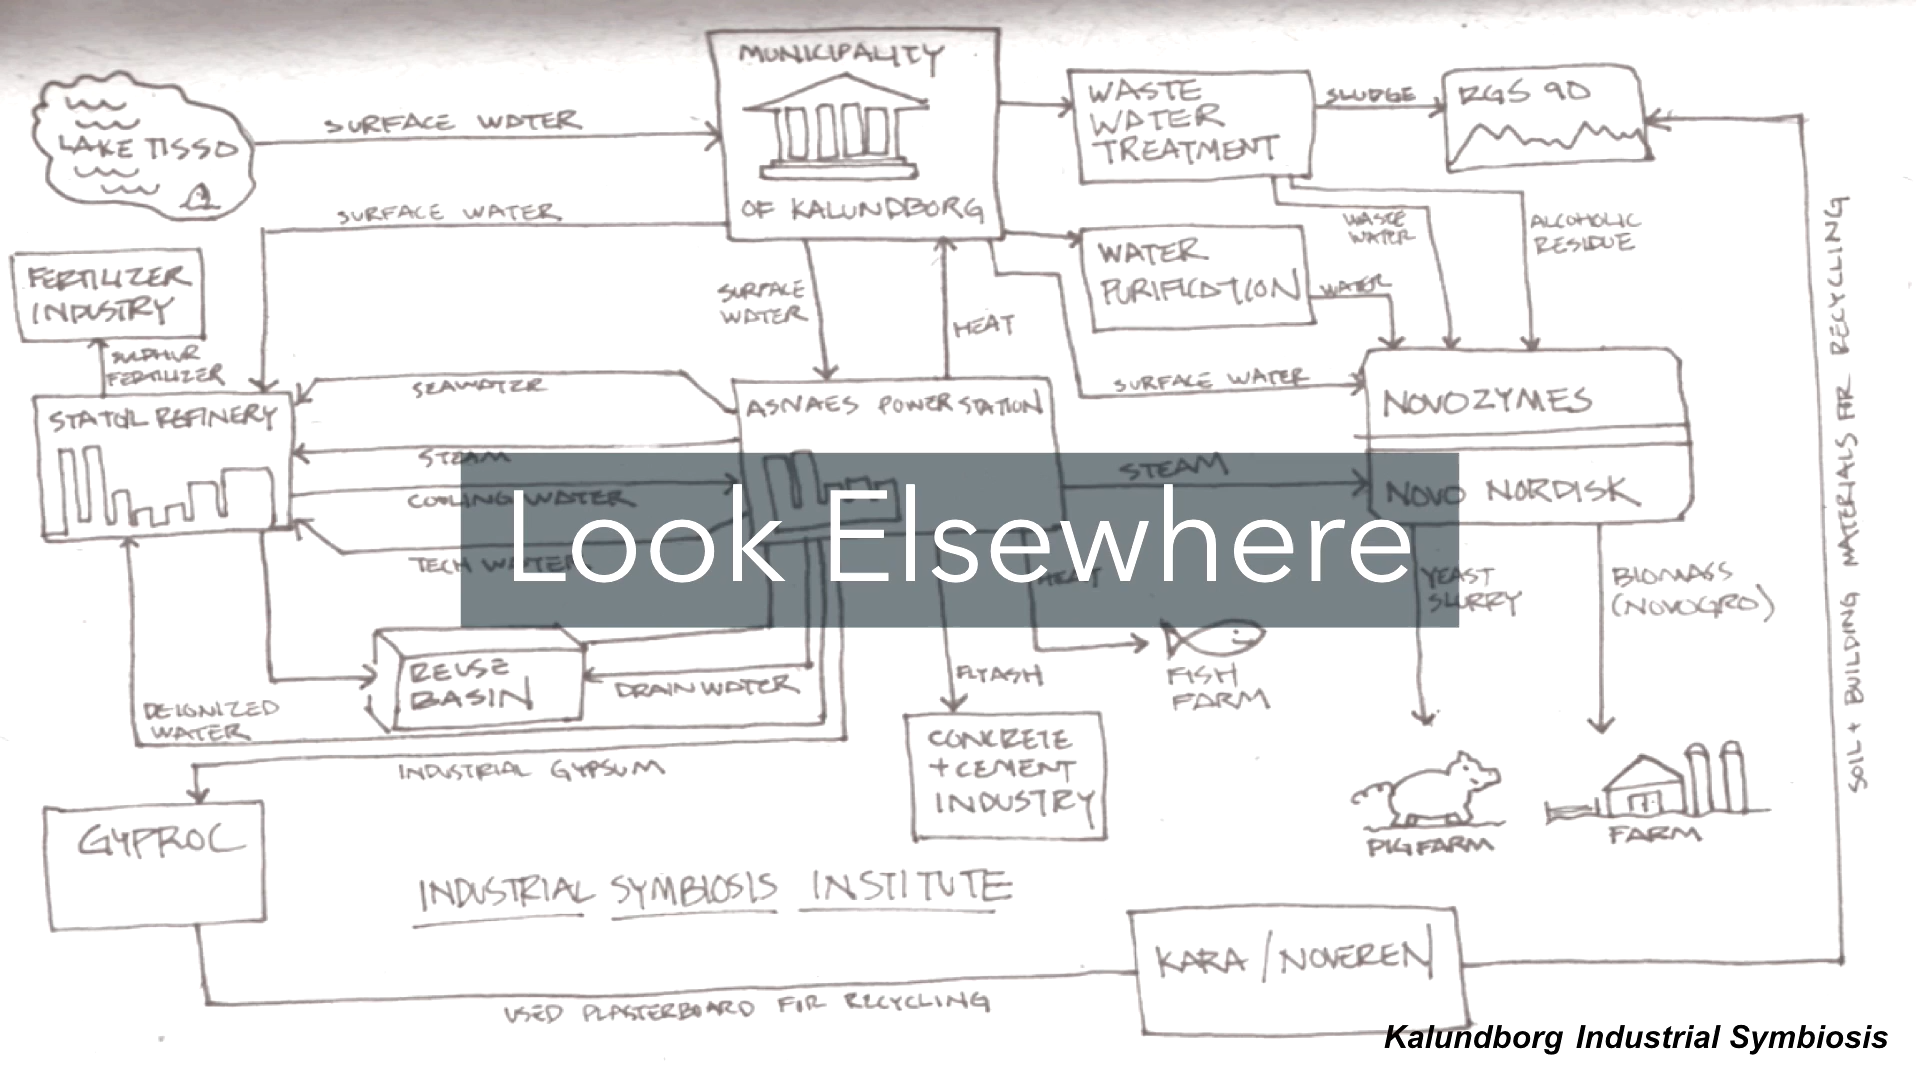 MUNICIPALITY
OF KALUNDBORG
LAKE TISSO
SURFACE WATER
WASTE
WATER
TREATMENT
SLUDGE
RGS 90
SURFACE WATER
WASTE
WATER
ALCOHOLIC
RESIDUE
FERTILIZER
INDUSTRY
SURFACE
WATER
HEAT
WATER
PURIFICATION
WATER
SULPHUR
FERTILIZER
SEAWATER
SURFACE WATER
STATOIL REFINERY
ASNAES POWER STATION
NOVOZYMES
STEAM
STEAM
COOLING WATER
NOVO NORDISK
Look Elsewhere
TECH WATER
HEAT
YEAST
SLURRY
BIOMASS
(NOVOGRO)
REUSE
BASIN
DRAINWATER
FLYASH
FISH
FARM
DEIONIZED
WATER
INDUSTRIAL GYPSUM
CONCRETE
+ CEMENT
INDUSTRY
GYPROC
PIGFARM
FARM
SOIL + BUILDING MATERIALS FOR RECYCLING
INDUSTRIAL SYMBIOSIS INSTITUTE
KARA / NOVEREN
USED PLASTERBOARD FOR RECYCLING
Kalundborg Industrial Symbiosis